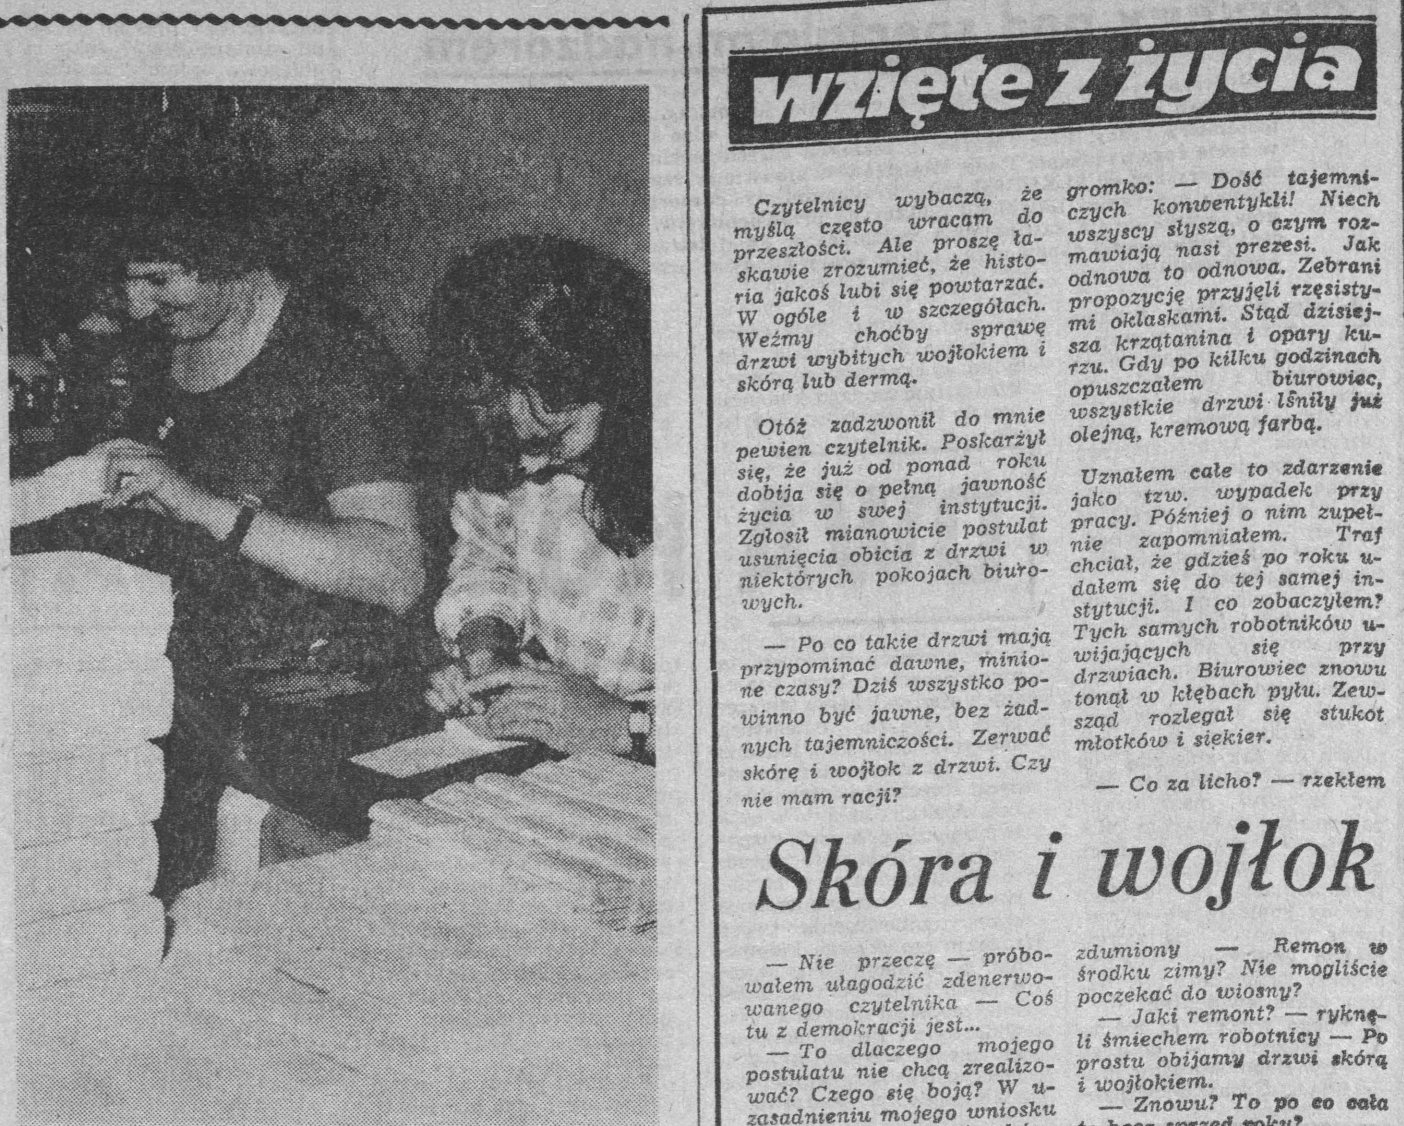 wzięte z życia
Czytelnicy wybaczą, że
myślą często wracam do
przeszłości. Ale proszę ła-
skawie zrozumieć, że histo-
ria jakoś lubi się powtarzać.
W ogóle i w szczegółach.
Weźmy choćby sprawę
drzwi wybitych wojłokiem i
skórą lub dermą.
Otóż zadzwonił do mnie
pewien czytelnik. Poskarżył
się, że już od ponad roku
dobija się o pełną jawność
życia w swej instytucji.
Zgłosił mianowicie postulat
usunięcia obicia z drzwi w
niektórych pokojach biuro-
wych.
— Po co takie drzwi mają
przypominać dawne, minio-
ne czasy? Dziś wszystko po-
winno być jawne, bez żad-
nych tajemniczości. Zerwać
skórę i wojłok z drzwi. Czy
nie mam racji?
gromko: — Dość tajemni-
czych konwentykli! Niech
wszyscy słyszą, o czym roz-
mawiają nasi prezesi. Jak
odnowa to odnowa. Zebrani
propozycję przyjęli rzęsisty-
mi oklaskami. Stąd dzisiej-
sza krzątanina i opary ku-
rzu. Gdy po kilku godzinach
opuszczałem biurowiec,
wszystkie drzwi lśniły już
olejną, kremową farbą.
Uznałem całe to zdarzenie
jako tzw. wypadek przy
pracy. Później o nim zupeł-
nie zapomniałem. Traf
chciał, że gdzieś po roku u-
dałem się do tej samej in-
stytucji. I co zobaczyłem?
Tych samych robotników u-
wijających się przy
drzwiach. Biurowiec znowu
tonął w kłębach pyłu. Zew-
sząd rozlegał się stukot
młotków i siekier.
— Co za licho? — rzekłem
Skóra i wojłok
— Nie przeczę — próbo-
wałem ułagodzić zdenerwo-
wanego czytelnika — Coś
tu z demokracji jest...
— To dlaczego mojego
postulatu nie chcą zrealizo-
wać? Czego się boją? W u-
zasadnieniu mojego wniosku
zdumiony — Remon w
środku zimy? Nie mogliście
poczekać do wiosny?
— Jaki remont? — ryknę-
li śmiechem robotnicy — Po
prostu obijamy drzwi skórą
i wojłokiem.
— Znowu? To po co cała